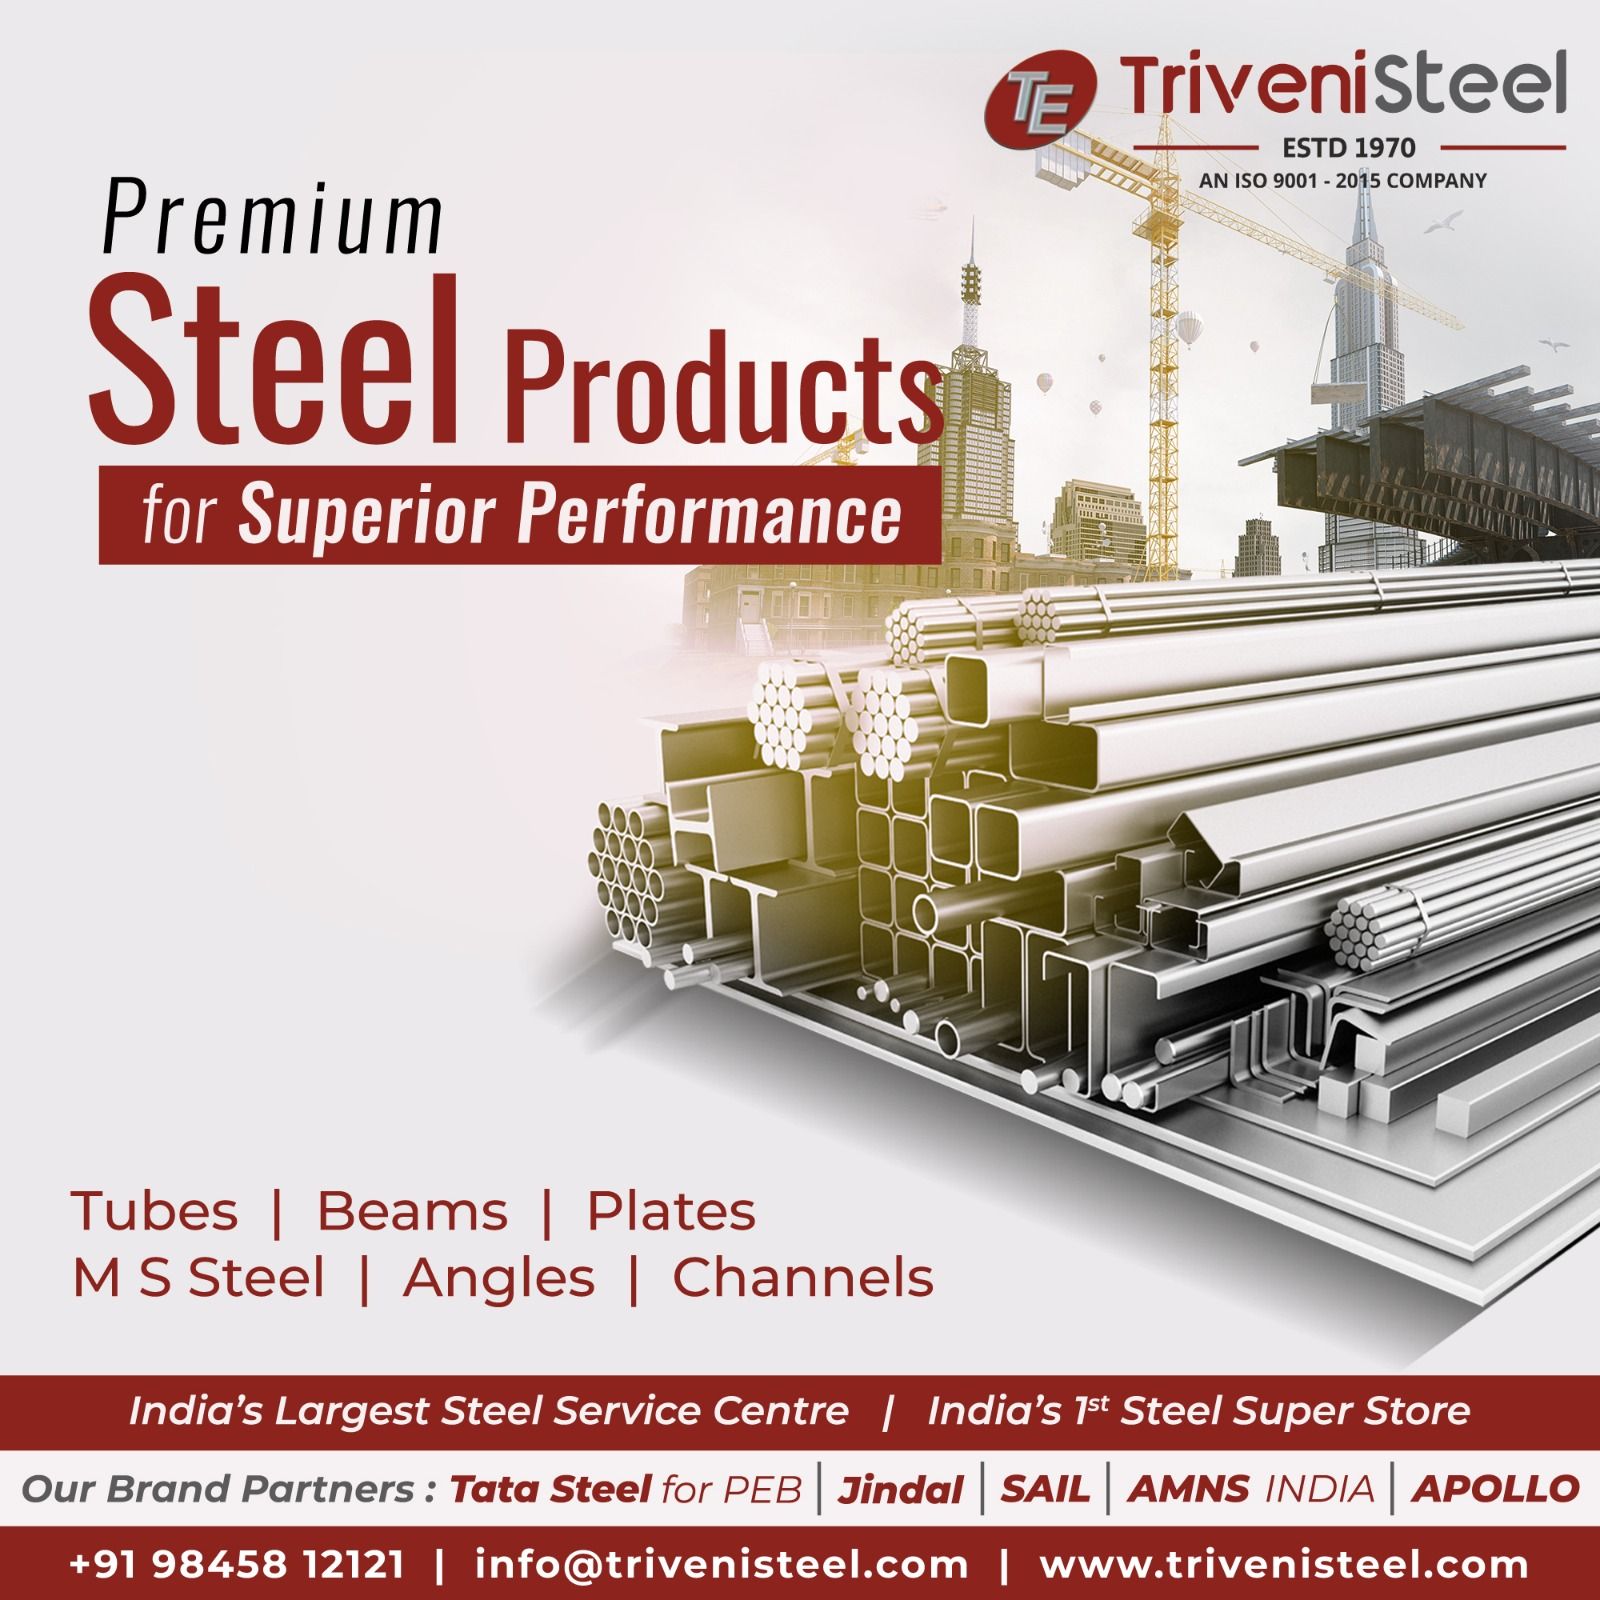 TE
TriveniSteel
ESTD 1970
AN ISO 9001 - 2015 COMPANY
Premium
Steel Products
for Superior Performance
Tubes | Beams | Plates
M S Steel | Angles | Channels
India's Largest Steel Service Centre | India's 1st Steel Super Store
Our Brand Partners : Tata Steel for PEB | Jindal | SAIL | AMNS INDIA | APOLLO
+91 98458 12121 | info@trivenisteel.com | www.trivenisteel.com